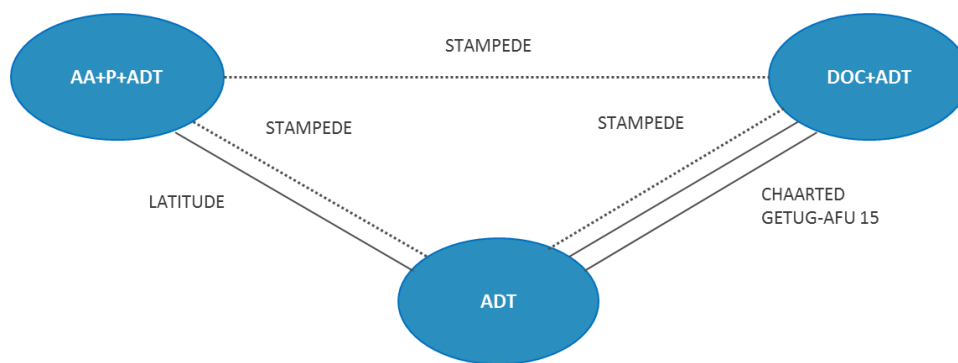 STAMPEDE
AA+P+ADT
DOC+ADT
STAMPEDE
STAMPEDE
LATITUDE
CHAARTED
GETUG-AFU 15
ADT